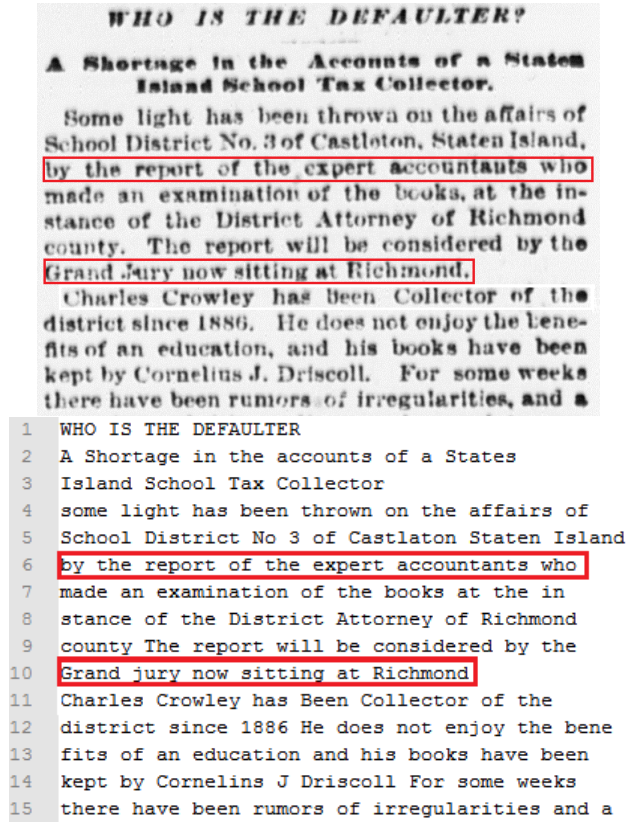 WHO IS THE DEFAULTER?
A Shortage in the Accounts of a Staten
Island School Tax Collector.
Some light has been thrown on the affairs of
School District No. 3 of Castleton, Staten Island,
by the report of the expert accountants who
made an examination of the books, at the in-
stance of the District Attorney of Richmond
county. The report will be considered by the
Grand Jury now sitting at Richmond.
Charles Crowley has been Collector of the
district since 1886. He does not enjoy the bene-
fits of an education, and his books have been
kept by Cornelius J. Driscoll. For some weeks
there have been rumors of irregularities, and a
1 WHO IS THE DEFAULTER
2 A Shortage in the accounts of a States
3 Island School Tax Collector
4 some light has been thrown on the affairs of
5 School District No 3 of Castlaton Staten Island
6 by the report of the expert accountants who
7 made an examination of the books at the in
8 stance of the District Attorney of Richmond
9 county The report will be considered by the
10 Grand jury now sitting at Richmond
11 Charles Crowley has Been Collector of the
12 district since 1886 He does not enjoy the bene
13 fits of an education and his books have been
14 kept by Cornelins J Driscoll For some weeks
15 there have been rumors of irregularities and a